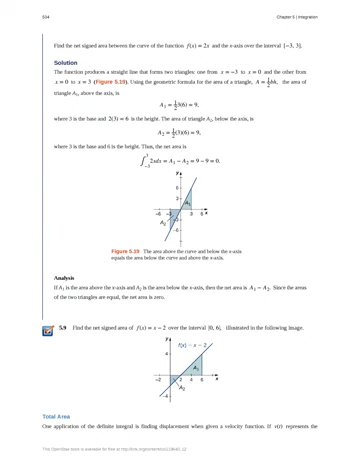 534
Chapter 5 | Integration
Find the net signed area between the curve of the function f(x) = 2x and the x-axis over the interval [−3, 3].
Solution
The function produces a straight line that forms two triangles: one from x = −3 to x = 0 and the other from
x = 0 to x = 3 (Figure 5.19). Using the geometric formula for the area of a triangle, A = 1/2 bh, the area of
triangle A₁, above the axis, is
A₁ = 1/2 3(6) = 9,
where 3 is the base and 2(3) = 6 is the height. The area of triangle A₂, below the axis, is
A₂ = 1/2 (3)(6) = 9,
where 3 is the base and 6 is the height. Thus, the net area is
∫₋₃³ 2xdx = A₁ − A₂ = 9 − 9 = 0.
y
6
3
A₁
−6 −3 3 6 x
A₂ −3
−6
Figure 5.19 The area above the curve and below the x-axis
equals the area below the curve and above the x-axis.
Analysis
If A₁ is the area above the x-axis and A₂ is the area below the x-axis, then the net area is A₁ − A₂. Since the areas
of the two triangles are equal, the net area is zero.
5.9 Find the net signed area of f(x) = x − 2 over the interval [0, 6], illustrated in the following image.
y
f(x) = x − 2
4
A₁
−2 2 4 6 x
A₂
−4
Total Area
One application of the definite integral is finding displacement when given a velocity function. If v(t) represents the
This OpenStax book is available for free at http://cnx.org/content/col11964/1.12